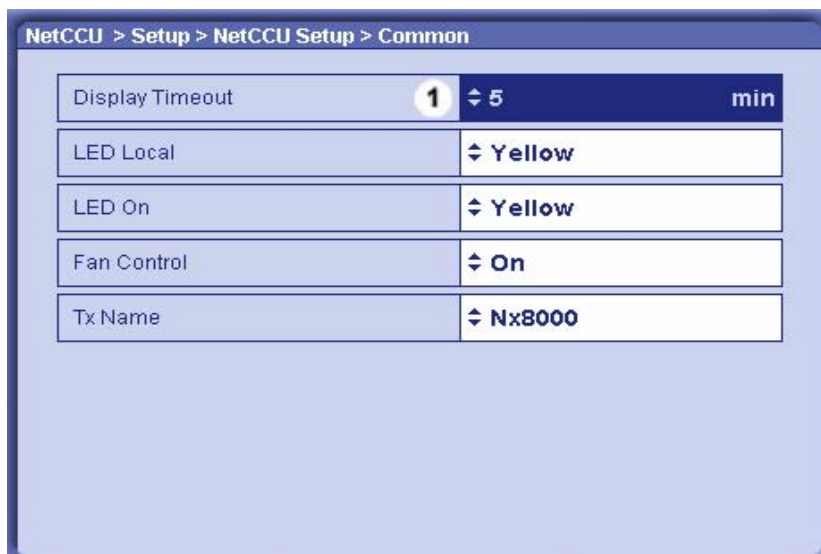 NetCCU > Setup > NetCCU Setup > Common
Display Timeout 1 5 min
LED Local Yellow
LED On Yellow
Fan Control On
Tx Name Nx8000